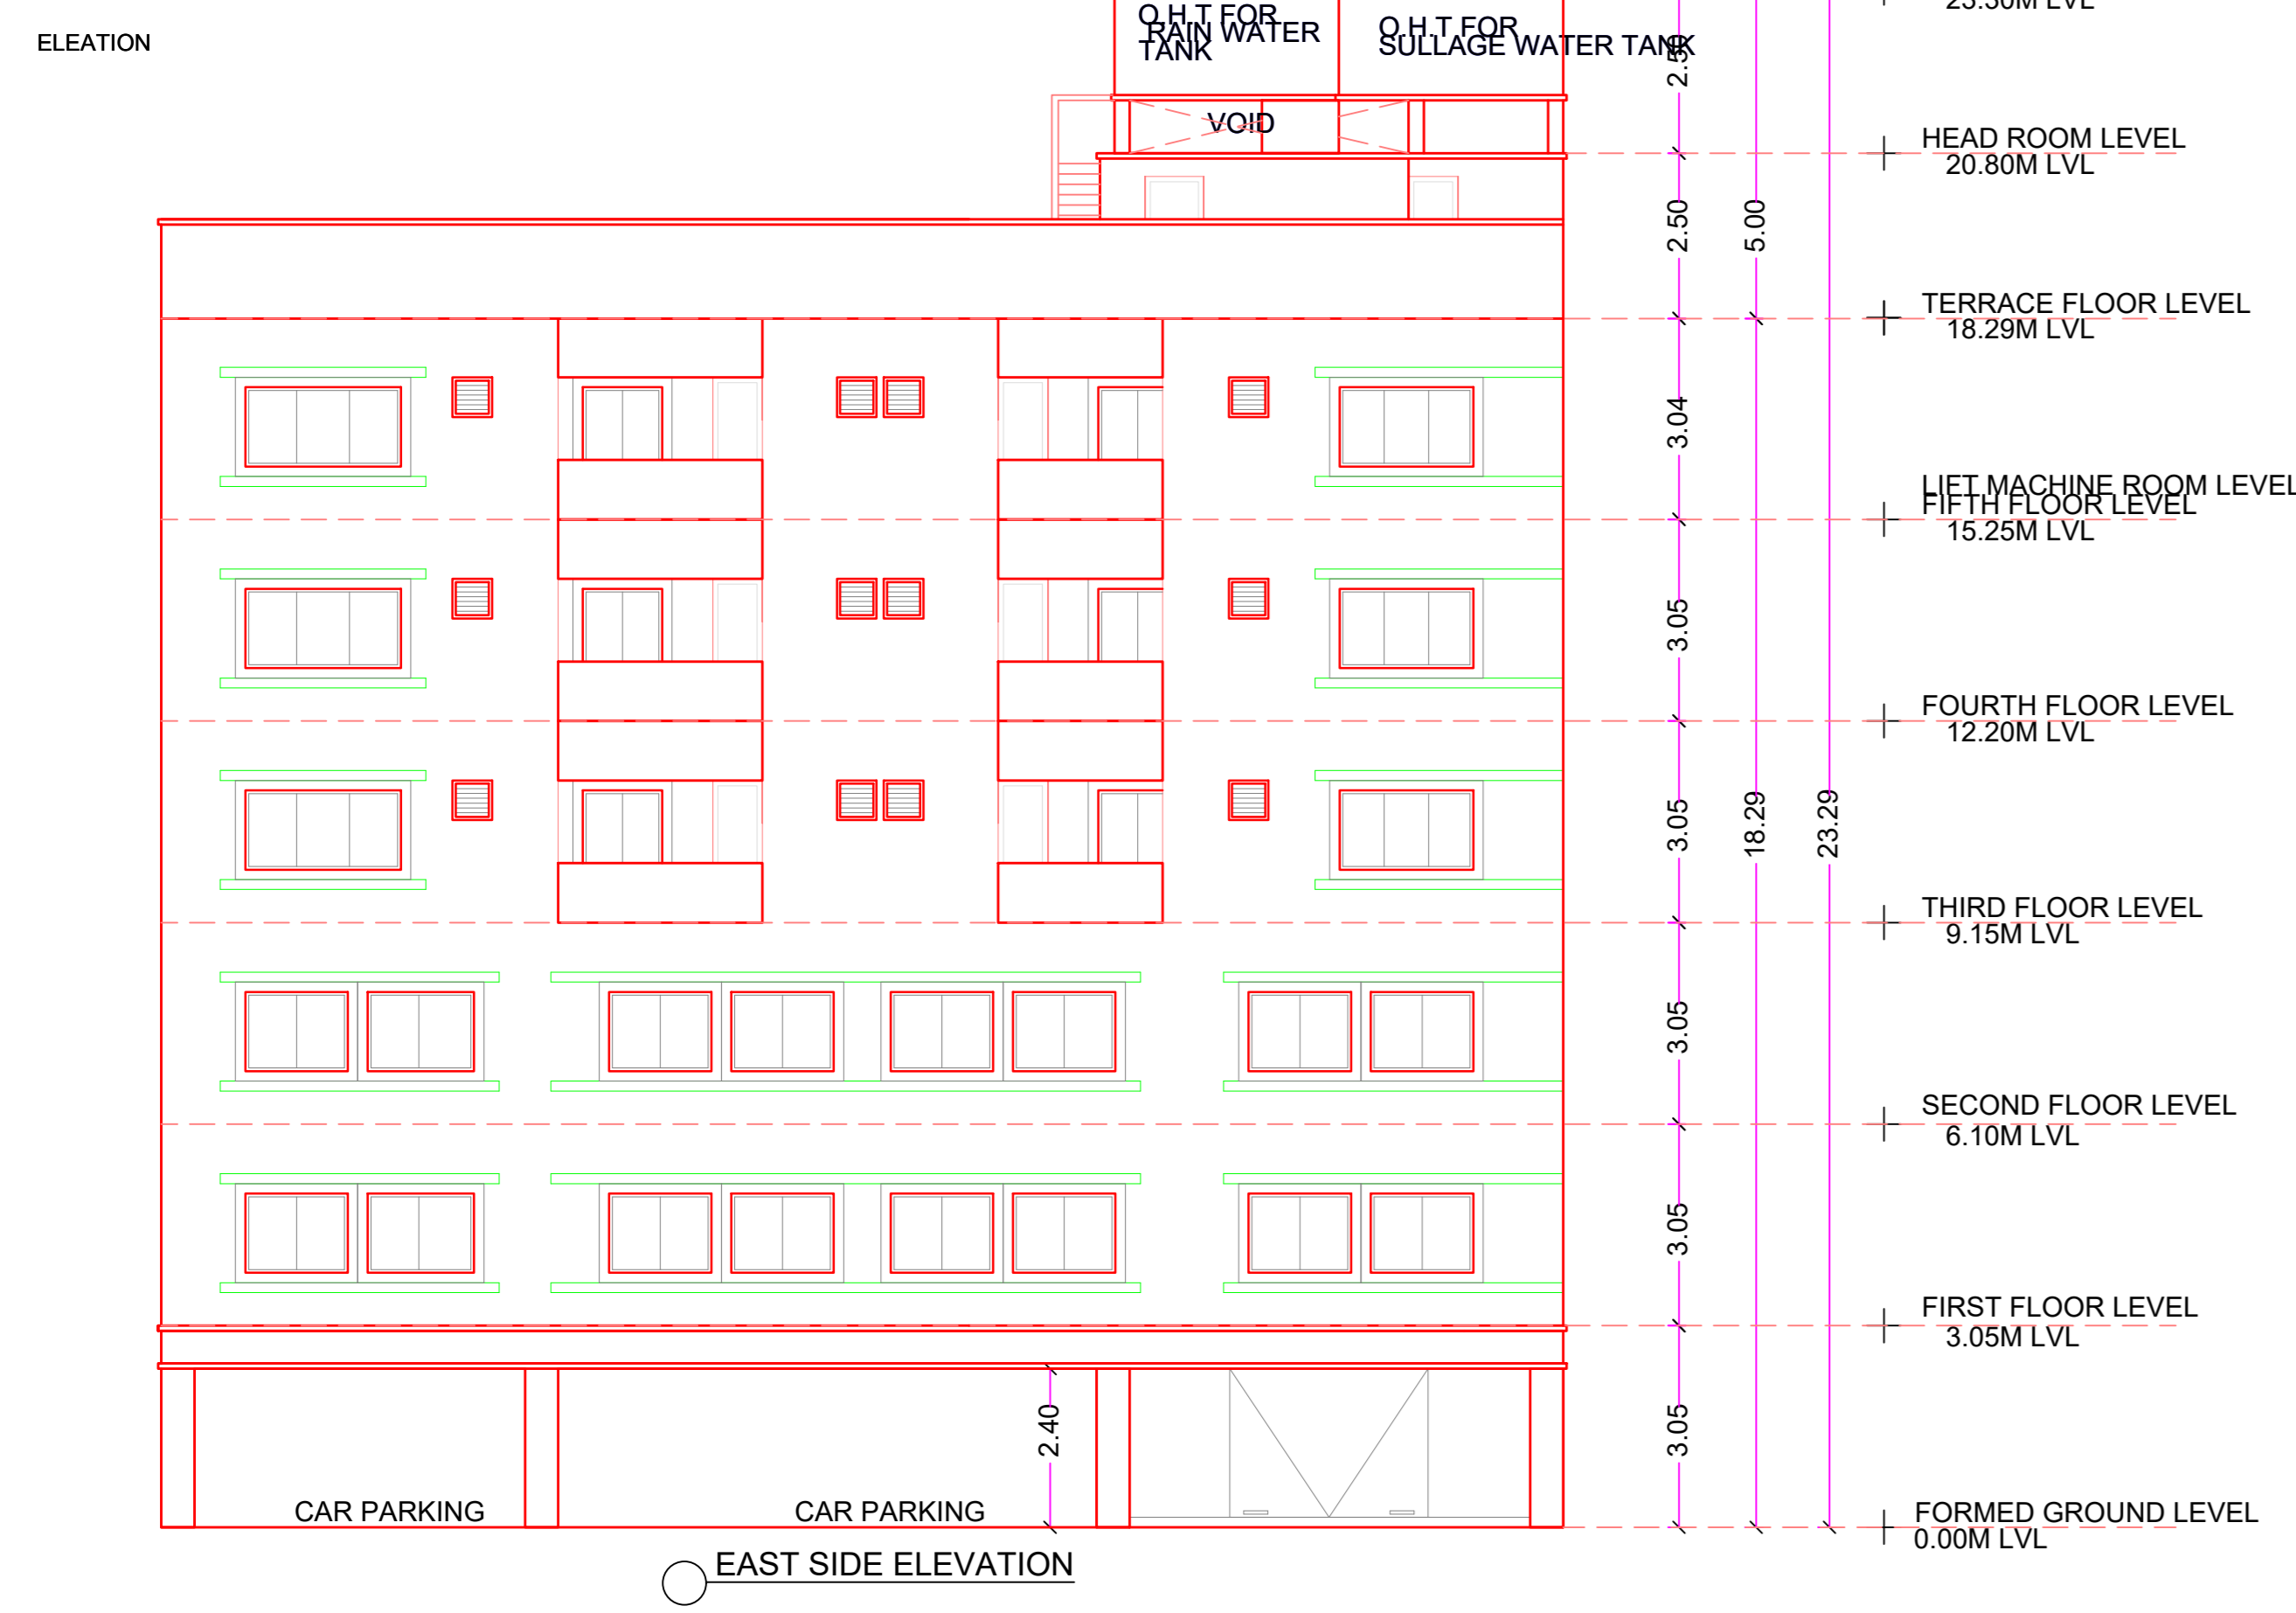 ELEATION
O.H.T FOR
RAIN WATER
TANK
O.H.T FOR
SULLAGE WATER TANK
VOID
2.50
2.50
5.00
3.04
3.05
3.05
18.29
23.29
3.05
3.05
3.05
2.40
HEAD ROOM LEVEL
20.80M LVL
TERRACE FLOOR LEVEL
18.29M LVL
LIFT MACHINE ROOM LEVEL
FIFTH FLOOR LEVEL
15.25M LVL
FOURTH FLOOR LEVEL
12.20M LVL
THIRD FLOOR LEVEL
9.15M LVL
SECOND FLOOR LEVEL
6.10M LVL
FIRST FLOOR LEVEL
3.05M LVL
FORMED GROUND LEVEL
0.00M LVL
CAR PARKING
CAR PARKING
EAST SIDE ELEVATION